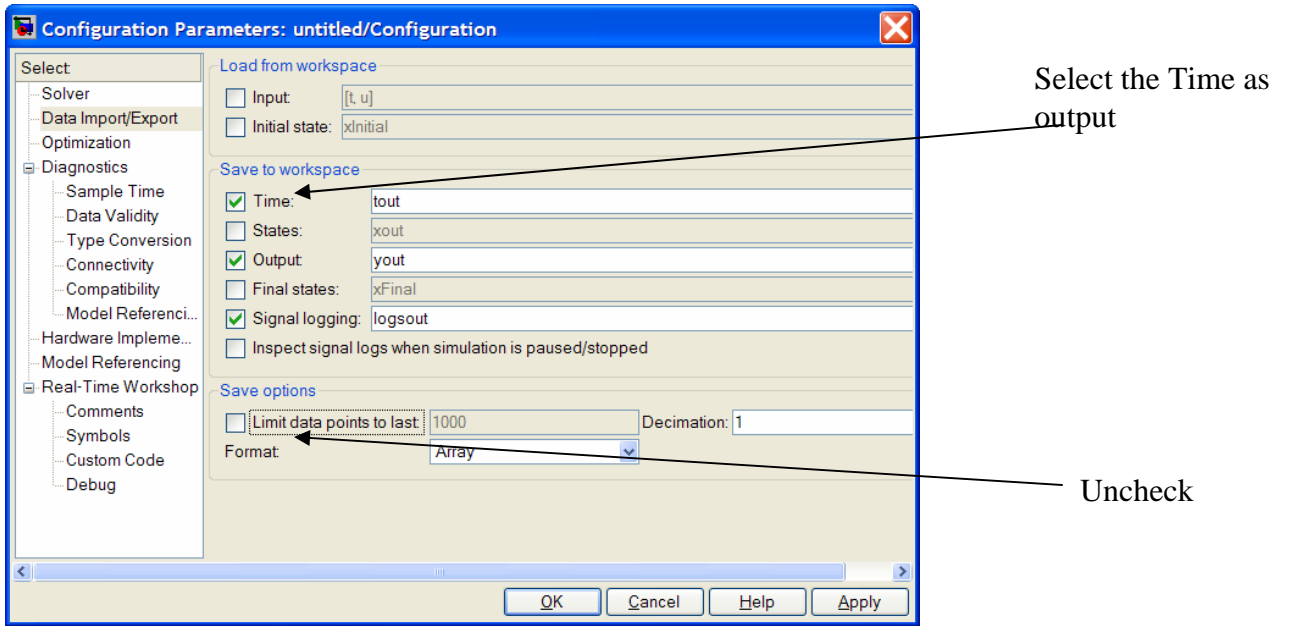 Configuration Parameters: untitled/Configuration
Select:
Solver
Data Import/Export
Optimization
Diagnostics
Sample Time
Data Validity
Type Conversion
Connectivity
Compatibility
Model Referenci...
Hardware Impleme...
Model Referencing
Real-Time Workshop
Comments
Symbols
Custom Code
Debug
Load from workspace
Input: [t, u]
Initial state: xInitial
Save to workspace
Time: tout
States: xout
Output: yout
Final states: xFinal
Signal logging: logsout
Inspect signal logs when simulation is paused/stopped
Save options
Limit data points to last: 1000 Decimation: 1
Format: Array
OK Cancel Help Apply
Select the Time as
output
Uncheck